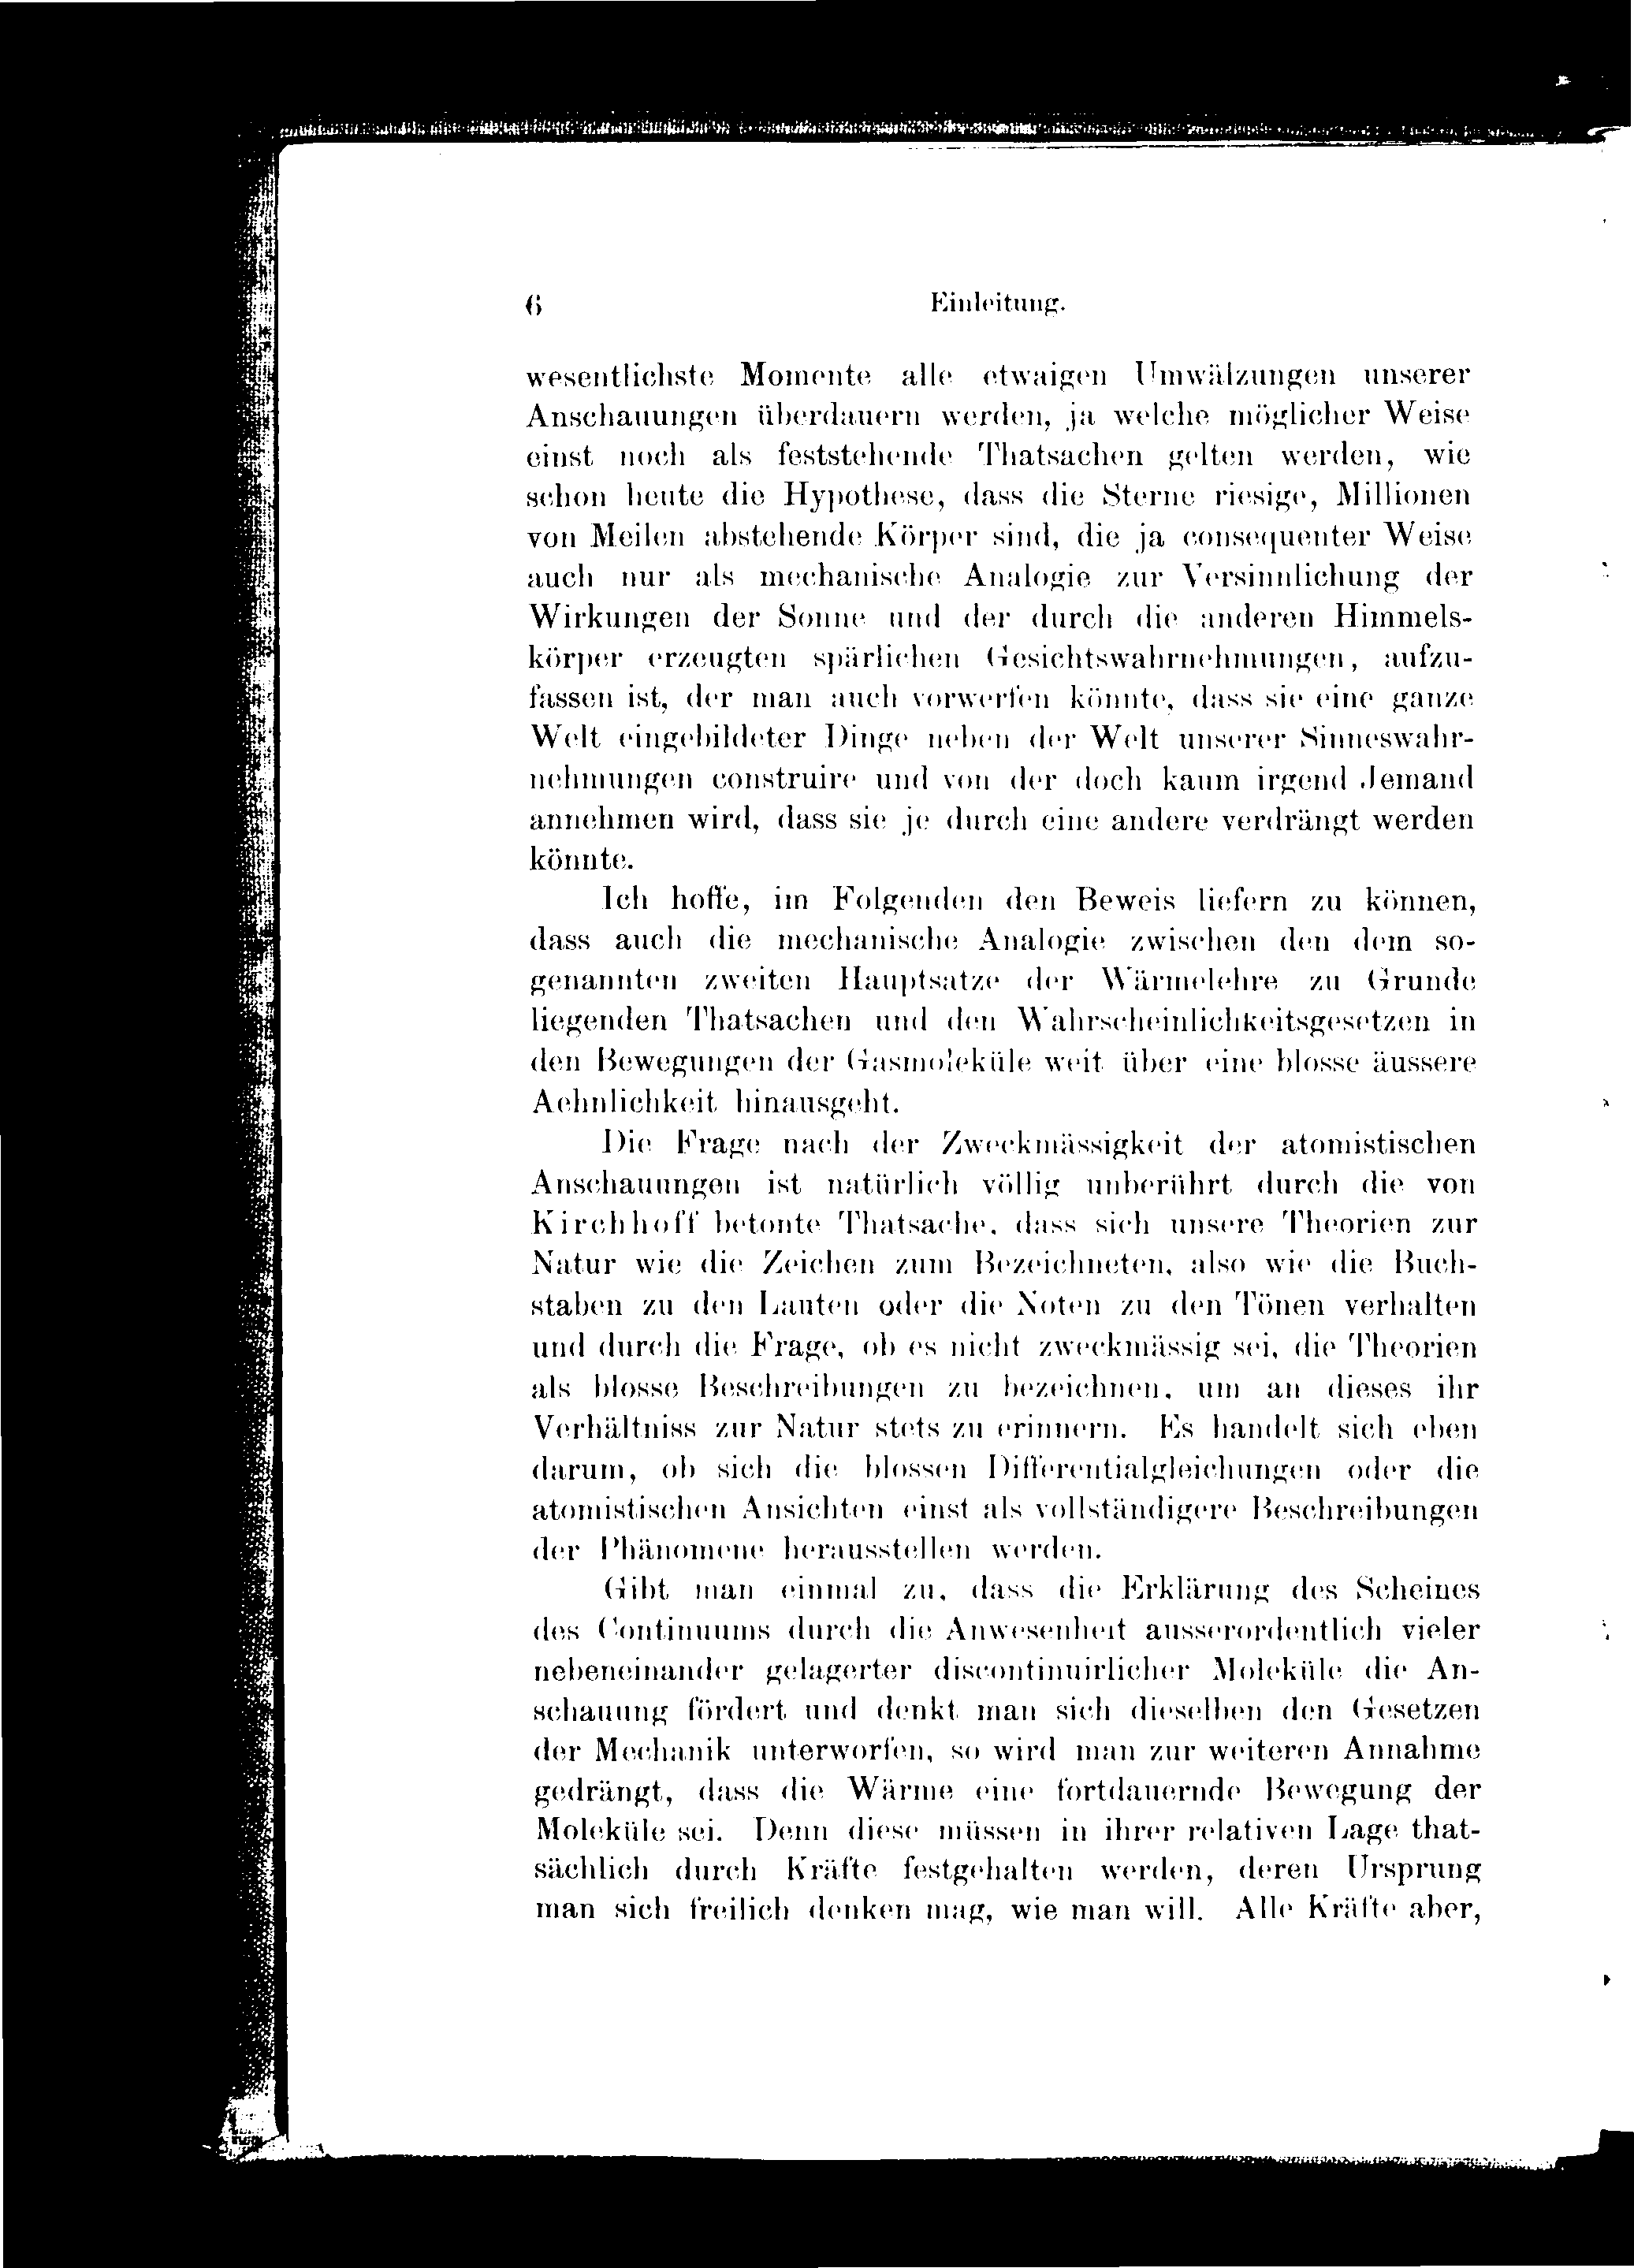 6 Einleitung.
wesentlichste Momente alle etwaigen Umwälzungen unserer
Anschauungen überdauern werden, ja welche möglicher Weise
einst noch als feststehende Thatsachen gelten werden, wie
schon heute die Hypothese, dass die Sterne riesige, Millionen
von Meilen abstehende Körper sind, die ja consequenter Weise
auch nur als mechanische Analogie zur Versinnlichung der
Wirkungen der Sonne und der durch die anderen Himmels-
körper erzeugten spärlichen Gesichtswahrnehmungen, aufzu-
fassen ist, der man auch vorwerfen könnte, dass sie eine ganze
Welt eingebildeter Dinge neben der Welt unserer Sinneswahr-
nehmungen construire und von der doch kaum irgend Jemand
annehmen wird, dass sie je durch eine andere verdrängt werden
könnte.
Ich hoffe, im Folgenden den Beweis liefern zu können,
dass auch die mechanische Analogie zwischen den dem so-
genannten zweiten Hauptsatze der Wärmelehre zu Grunde
liegenden Thatsachen und den Wahrscheinlichkeitsgesetzen in
den Bewegungen der Gasmoleküle weit über eine blosse äussere
Aehnlichkeit hinausgeht.
Die Frage nach der Zweckmässigkeit der atomistischen
Anschauungen ist natürlich völlig unberührt durch die von
Kirchhoff betonte Thatsache, dass sich unsere Theorien zur
Natur wie die Zeichen zum Bezeichneten, also wie die Buch-
staben zu den Lauten oder die Noten zu den Tönen verhalten
und durch die Frage, ob es nicht zweckmässig sei, die Theorien
als blosse Beschreibungen zu bezeichnen, um an dieses ihr
Verhältniss zur Natur stets zu erinnern. Es handelt sich eben
darum, ob sich die blossen Differentialgleichungen oder die
atomistischen Ansichten einst als vollständigere Beschreibungen
der Phänomene herausstellen werden.
Gibt man einmal zu, dass die Erklärung des Scheines
des Continuums durch die Anwesenheit ausserordentlich vieler
nebeneinander gelagerter discontinuirlicher Moleküle die An-
schauung fördert und denkt man sich dieselben den Gesetzen
der Mechanik unterworfen, so wird man zur weiteren Annahme
gedrängt, dass die Wärme eine fortdauernde Bewegung der
Moleküle sei. Denn diese müssen in ihrer relativen Lage that-
sächlich durch Kräfte festgehalten werden, deren Ursprung
man sich freilich denken mag, wie man will. Alle Kräfte aber,